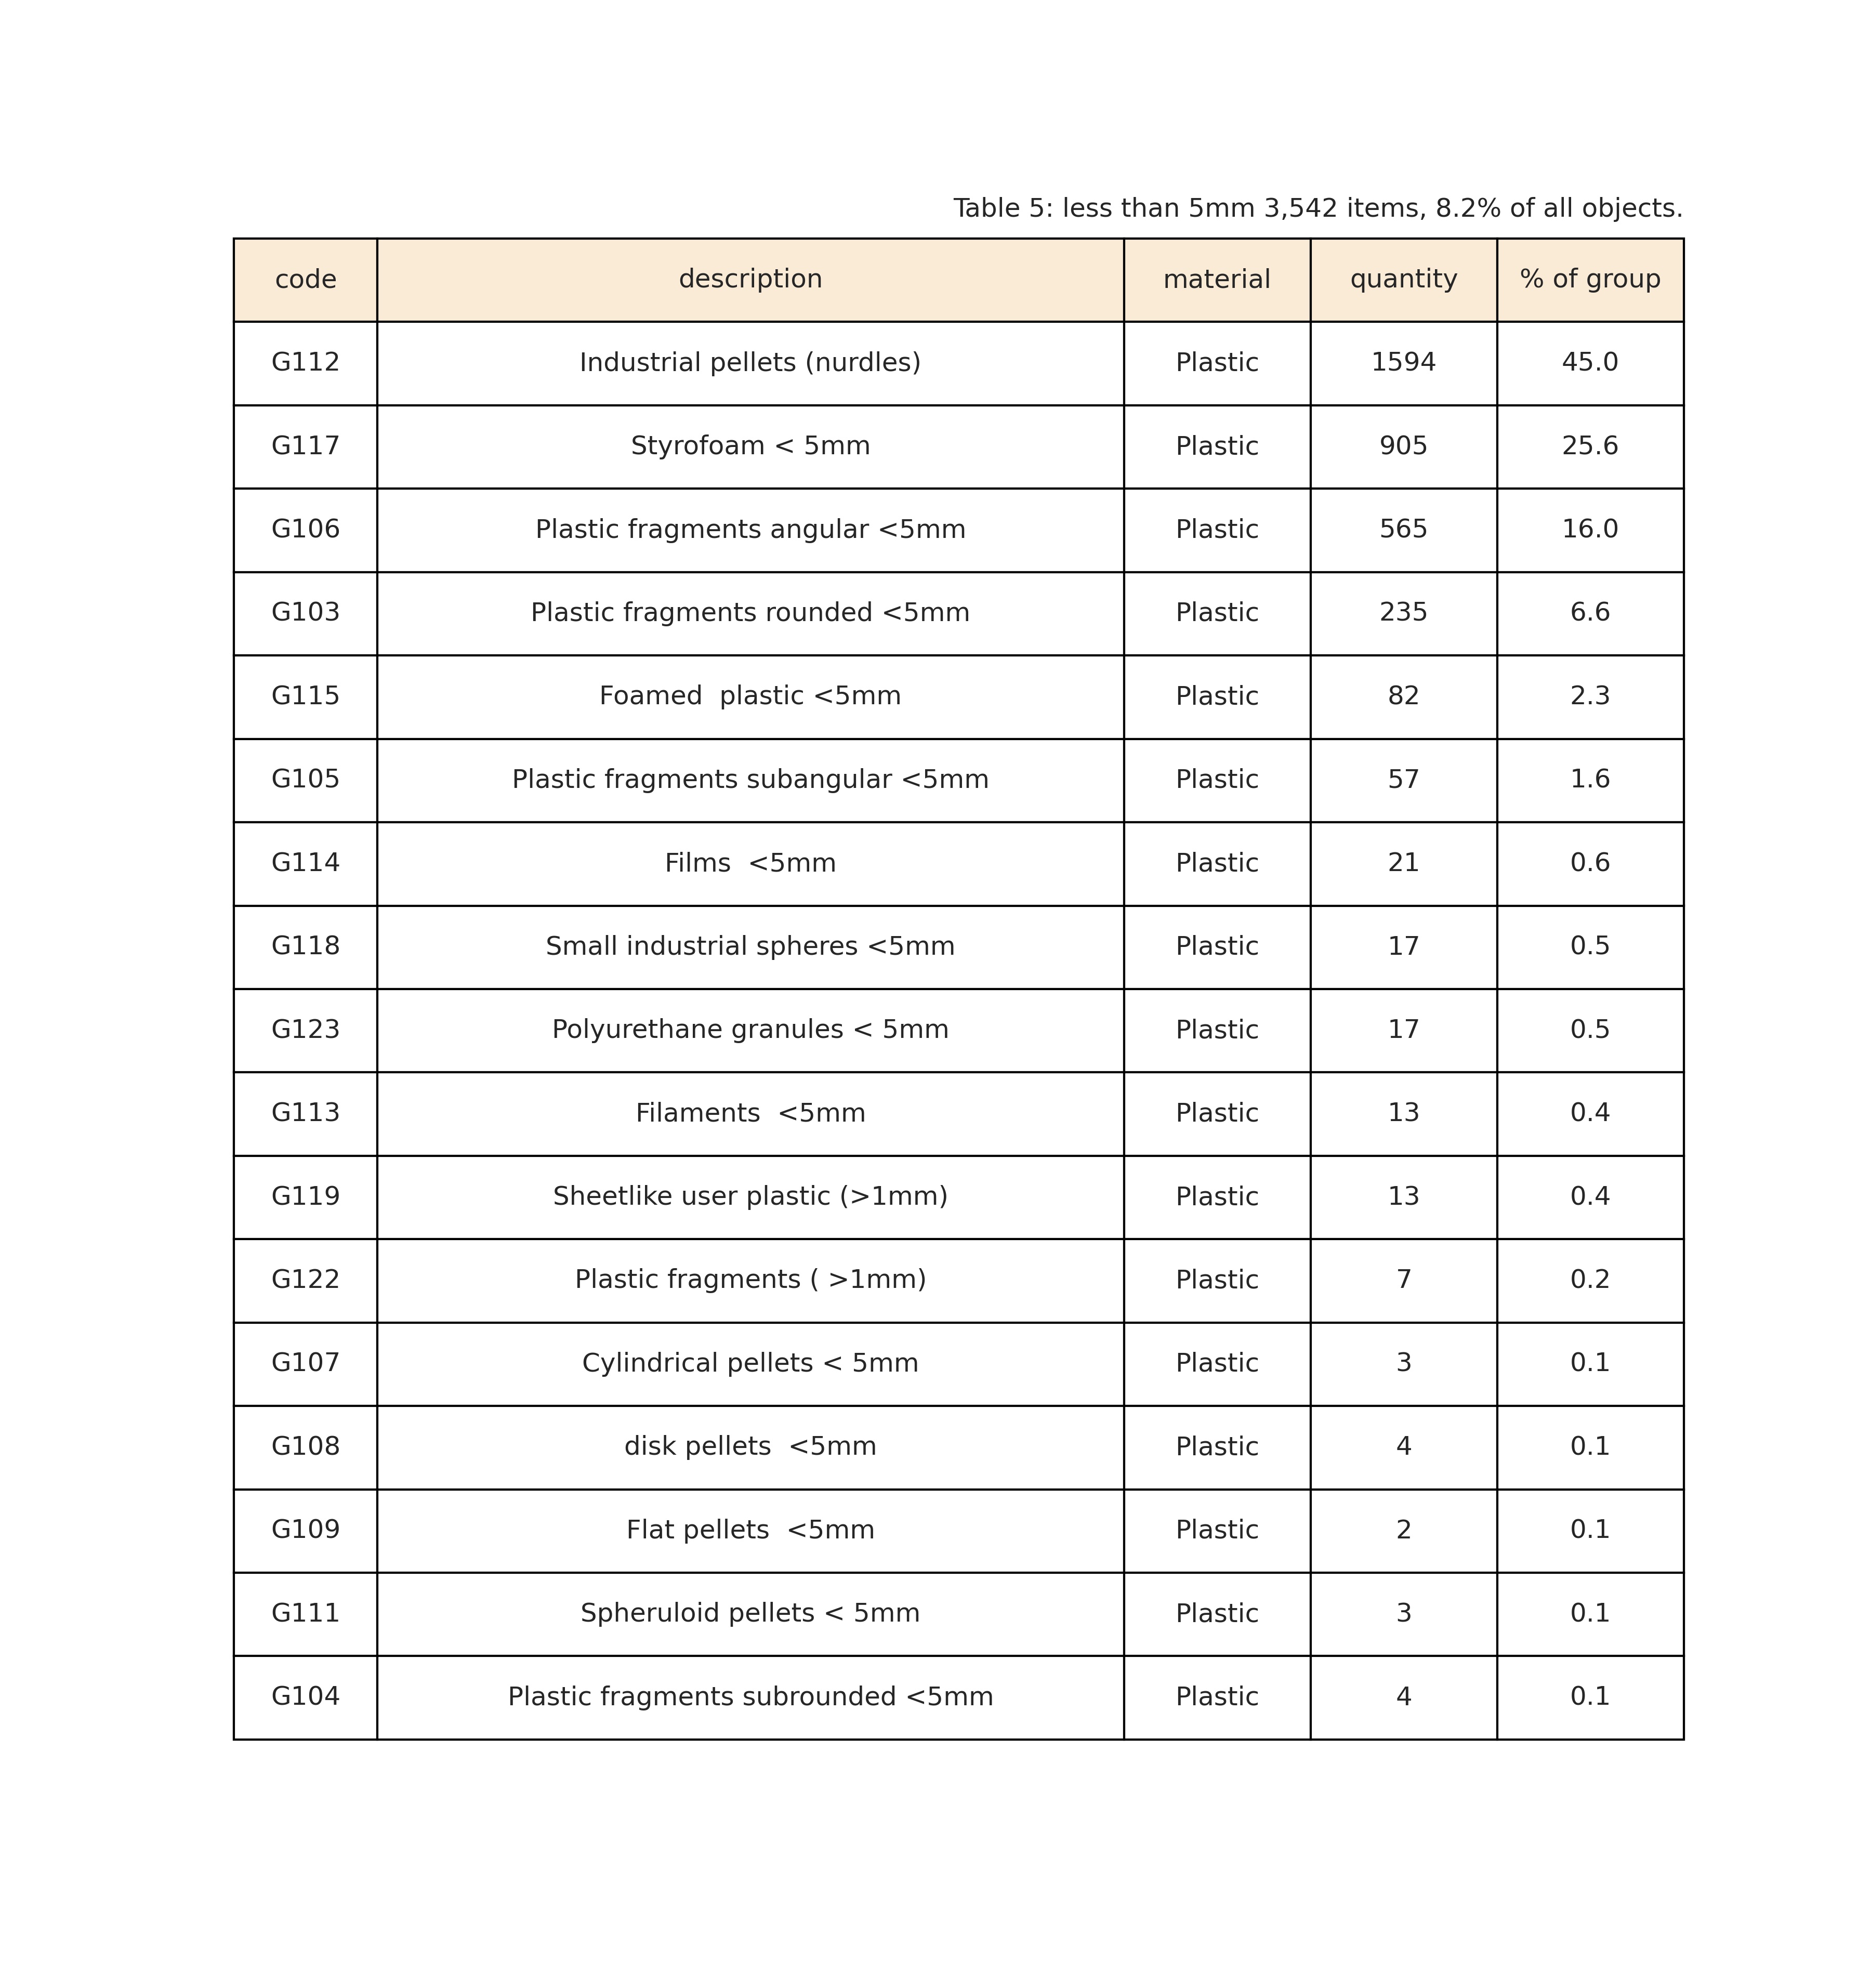 Table 5: less than 5mm 3,542 items, 8.2% of all objects.
code description material quantity % of group
G112 Industrial pellets (nurdles) Plastic 1594 45.0
G117 Styrofoam < 5mm Plastic 905 25.6
G106 Plastic fragments angular <5mm Plastic 565 16.0
G103 Plastic fragments rounded <5mm Plastic 235 6.6
G115 Foamed  plastic <5mm Plastic 82 2.3
G105 Plastic fragments subangular <5mm Plastic 57 1.6
G114 Films  <5mm Plastic 21 0.6
G118 Small industrial spheres <5mm Plastic 17 0.5
G123 Polyurethane granules < 5mm Plastic 17 0.5
G113 Filaments  <5mm Plastic 13 0.4
G119 Sheetlike user plastic (>1mm) Plastic 13 0.4
G122 Plastic fragments ( >1mm) Plastic 7 0.2
G107 Cylindrical pellets < 5mm Plastic 3 0.1
G108 disk pellets  <5mm Plastic 4 0.1
G109 Flat pellets  <5mm Plastic 2 0.1
G111 Spheruloid pellets < 5mm Plastic 3 0.1
G104 Plastic fragments subrounded <5mm Plastic 4 0.1